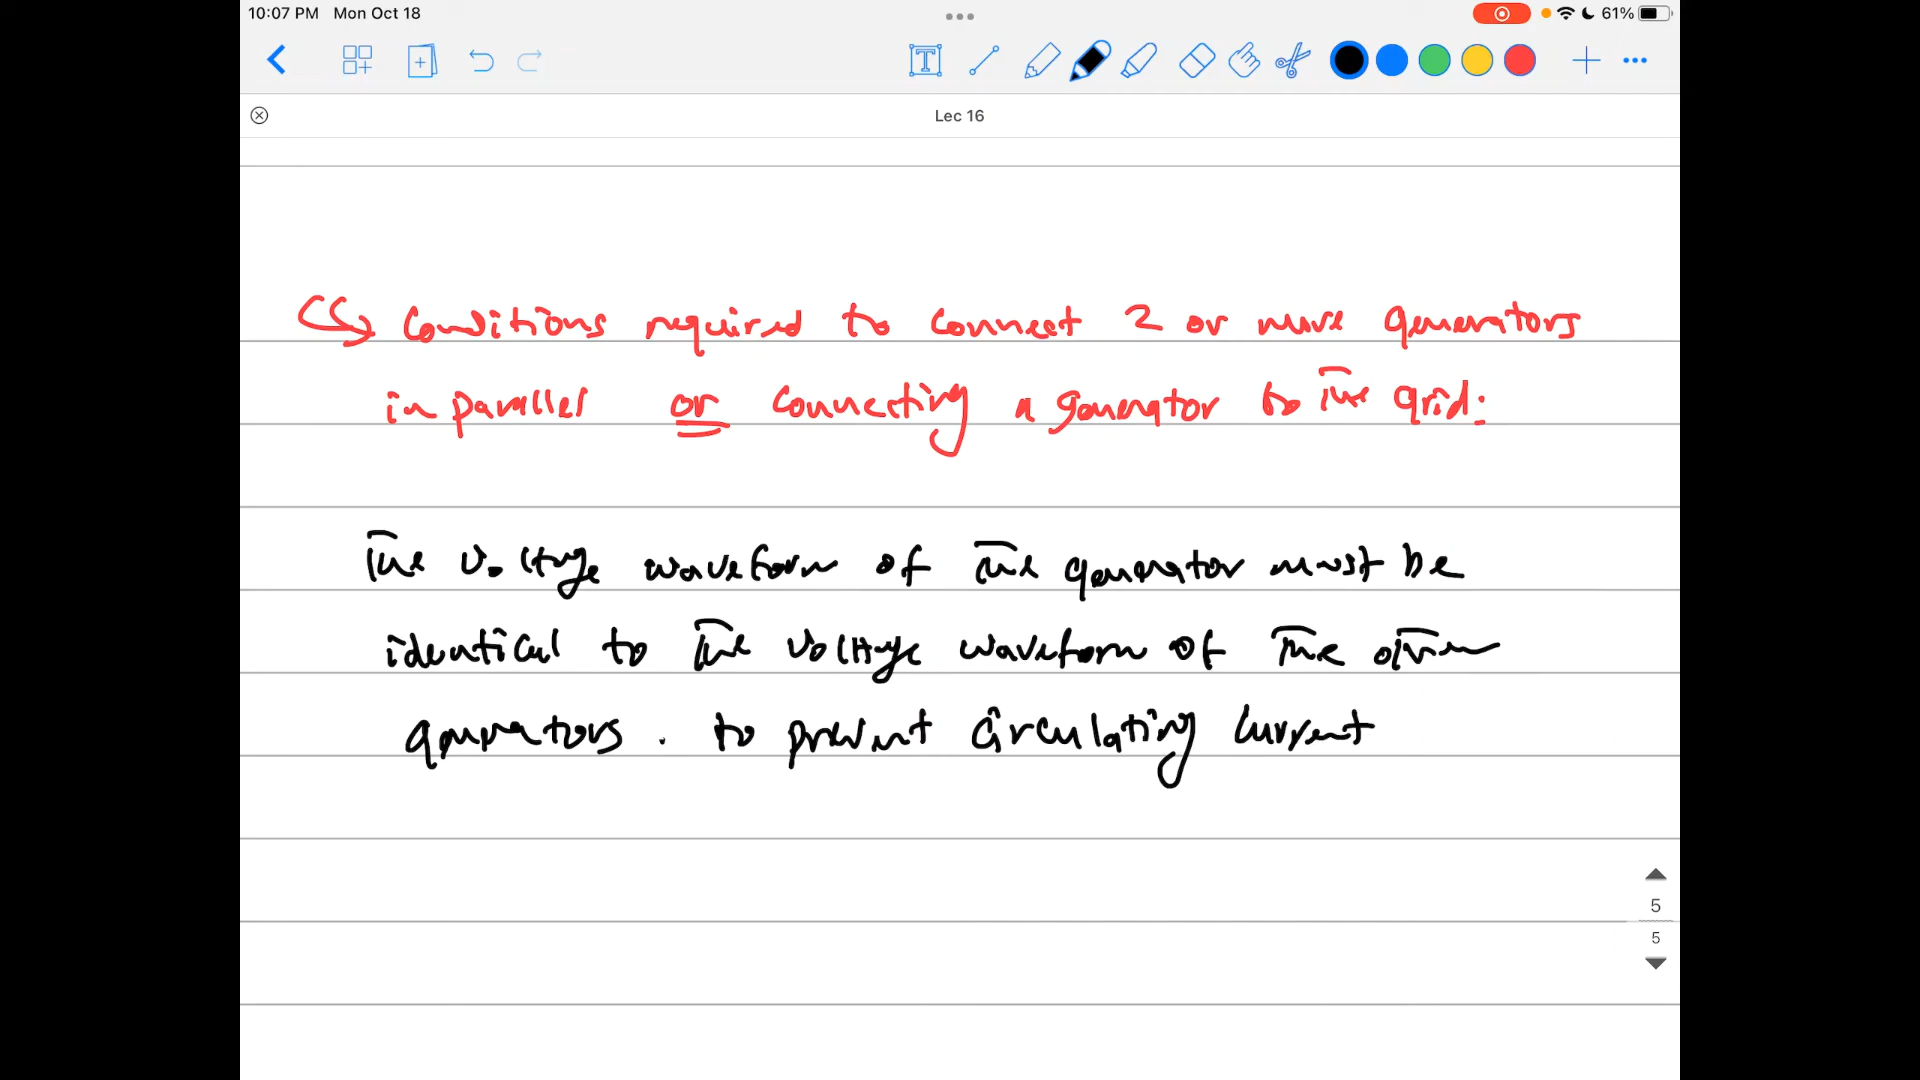 10:07 PM Mon Oct 18
61%
Lec 16
Conditions required to connect 2 or more generators
in parallel or connecting a generator to the grid:
The voltage waveform of the generator must be
identical to the voltage waveform of the other
generators. to prevent circulating current
5
5